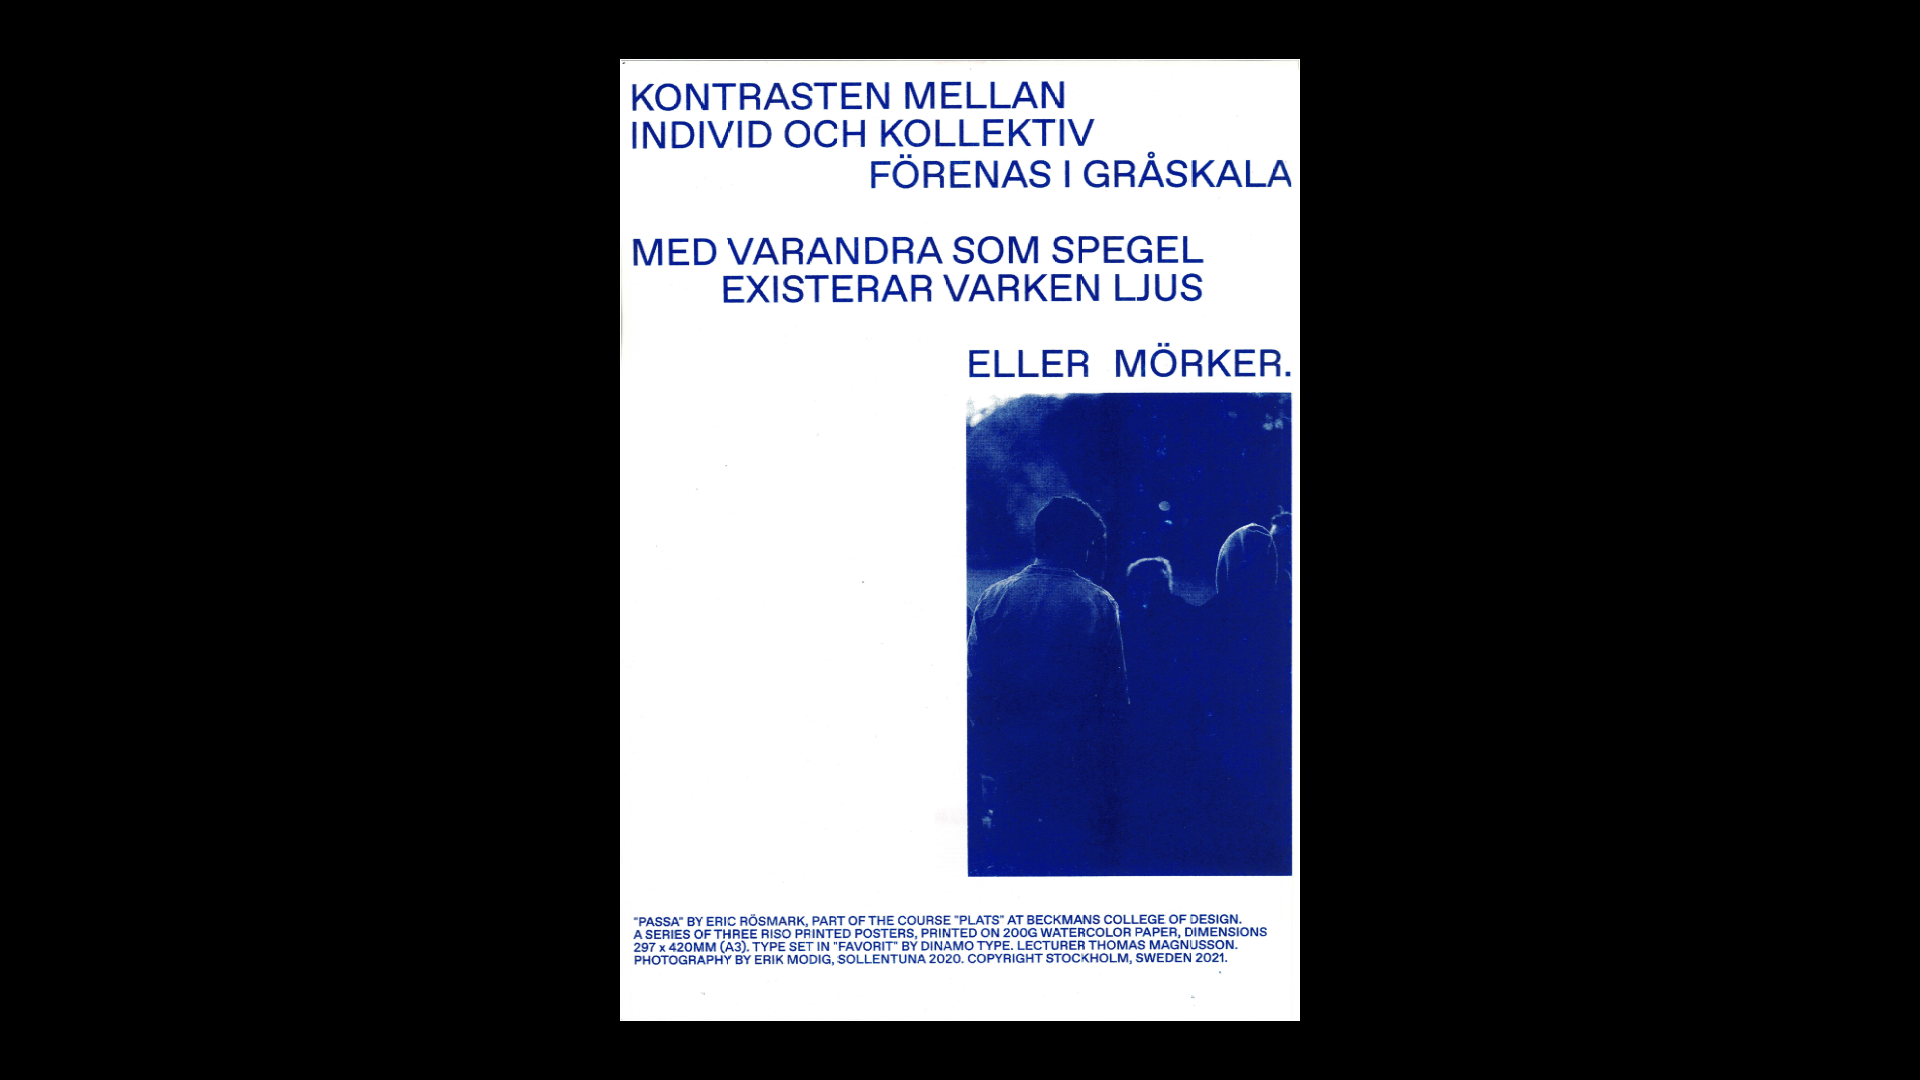 KONTRASTEN MELLAN
INDIVID OCH KOLLEKTIV
FÖRENAS I GRÅSKALA
MED VARANDRA SOM SPEGEL
EXISTERAR VARKEN LJUS
ELLER MÖRKER.
"PASSA" BY ERIC RÖSMARK, PART OF THE COURSE "PLATS" AT BECKMANS COLLEGE OF DESIGN.
A SERIES OF THREE RISO PRINTED POSTERS, PRINTED ON 200G WATERCOLOR PAPER, DIMENSIONS
297 x 420MM (A3). TYPE SET IN "FAVORIT" BY DINAMO TYPE. LECTURER THOMAS MAGNUSSON.
PHOTOGRAPHY BY ERIK MODIG, SOLLENTUNA 2020. COPYRIGHT STOCKHOLM, SWEDEN 2021.